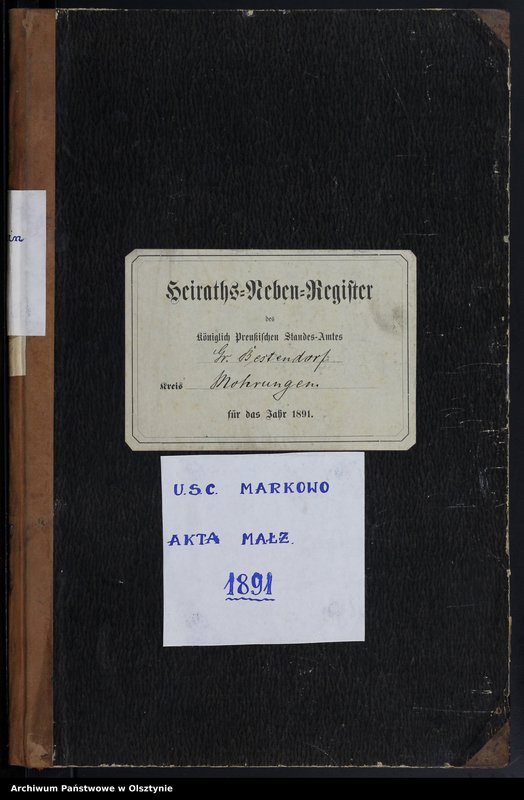 in
Heiraths-Neben-Register
des
Königlich Preußischen Standes-Amtes
Gr. Bestendorf
Kreis Mohrungen.
für das Jahr 1891.
U.S.C. MARKOWO
AKTA MAŁŻ.
1891
Archiwum Państwowe w Olsztynie